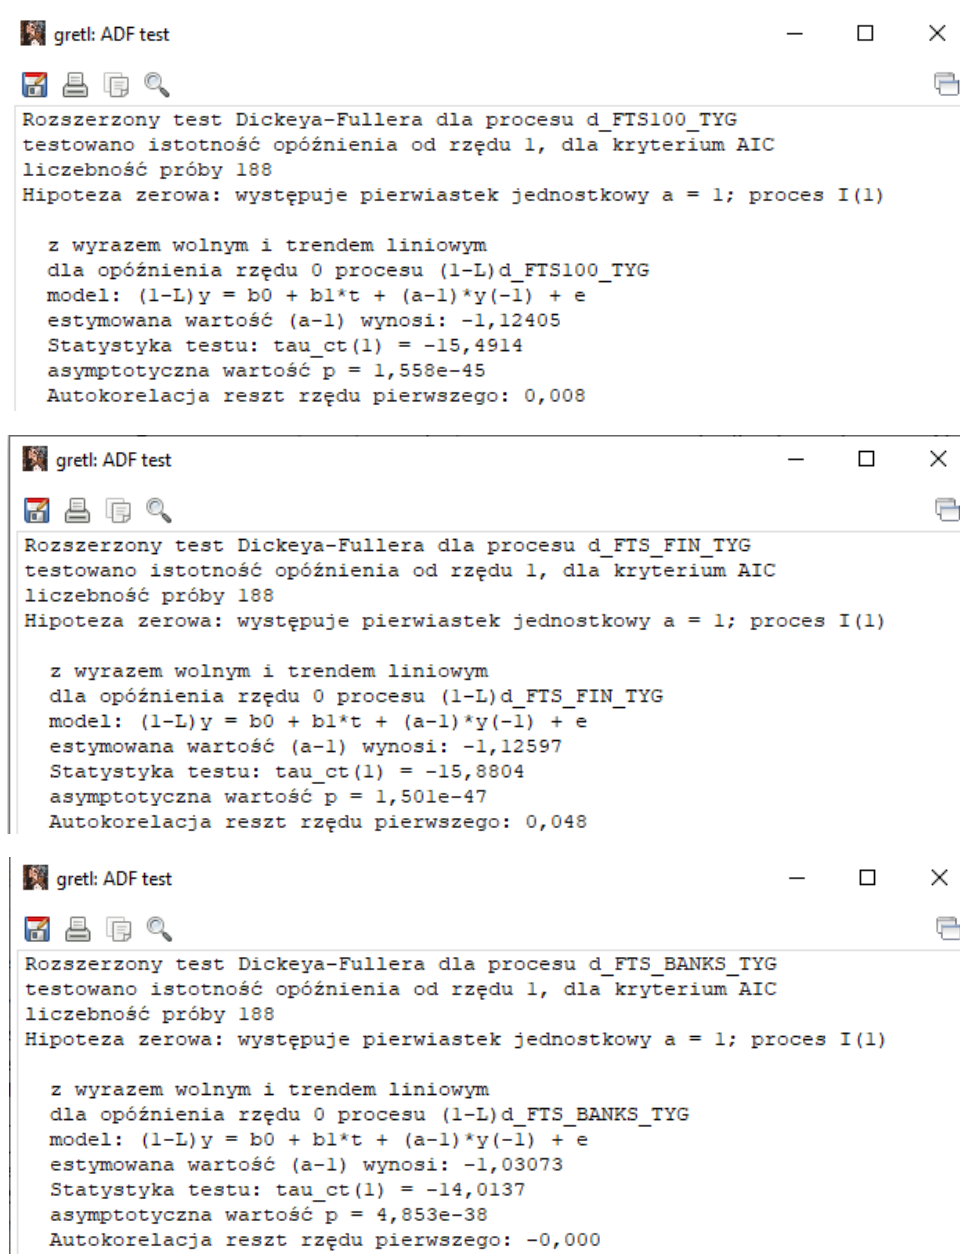 gretl: ADF test
Rozszerzony test Dickeya-Fullera dla procesu d_FTS100_TYG
testowano istotność opóźnienia od rzędu 1, dla kryterium AIC
liczebność próby 188
Hipoteza zerowa: występuje pierwiastek jednostkowy a = 1; proces I(1)
z wyrazem wolnym i trendem liniowym
dla opóźnienia rzędu 0 procesu (1-L)d_FTS100_TYG
model: (1-L)y = b0 + b1*t + (a-1)*y(-1) + e
estymowana wartość (a-1) wynosi: -1,12405
Statystyka testu: tau_ct(1) = -15,4914
asymptotyczna wartość p = 1,558e-45
Autokorelacja reszt rzędu pierwszego: 0,008
gretl: ADF test
Rozszerzony test Dickeya-Fullera dla procesu d_FTS_FIN_TYG
testowano istotność opóźnienia od rzędu 1, dla kryterium AIC
liczebność próby 188
Hipoteza zerowa: występuje pierwiastek jednostkowy a = 1; proces I(1)
z wyrazem wolnym i trendem liniowym
dla opóźnienia rzędu 0 procesu (1-L)d_FTS_FIN_TYG
model: (1-L)y = b0 + b1*t + (a-1)*y(-1) + e
estymowana wartość (a-1) wynosi: -1,12597
Statystyka testu: tau_ct(1) = -15,8804
asymptotyczna wartość p = 1,501e-47
Autokorelacja reszt rzędu pierwszego: 0,048
gretl: ADF test
Rozszerzony test Dickeya-Fullera dla procesu d_FTS_BANKS_TYG
testowano istotność opóźnienia od rzędu 1, dla kryterium AIC
liczebność próby 188
Hipoteza zerowa: występuje pierwiastek jednostkowy a = 1; proces I(1)
z wyrazem wolnym i trendem liniowym
dla opóźnienia rzędu 0 procesu (1-L)d_FTS_BANKS_TYG
model: (1-L)y = b0 + b1*t + (a-1)*y(-1) + e
estymowana wartość (a-1) wynosi: -1,03073
Statystyka testu: tau_ct(1) = -14,0137
asymptotyczna wartość p = 4,853e-38
Autokorelacja reszt rzędu pierwszego: -0,000